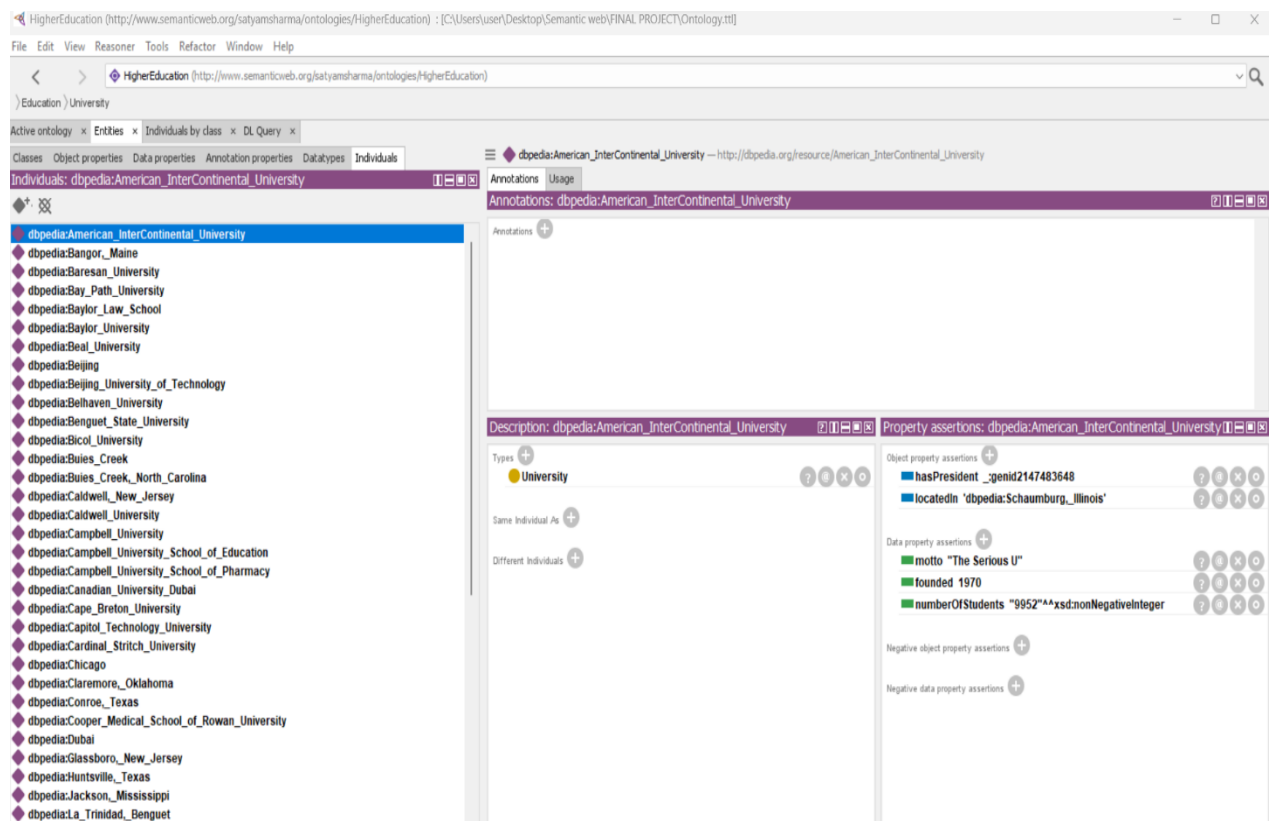 HigherEducation (http://www.semanticweb.org/satyamsharma/ontologies/HigherEducation) : [C:\Users\user\Desktop\Semantic web\FINAL PROJECT\Ontology.ttl]
File Edit View Reasoner Tools Refactor Window Help
HigherEducation (http://www.semanticweb.org/satyamsharma/ontologies/HigherEducation)
Education University
Active ontology × Entities × Individuals by class × DL Query ×
Classes Object properties Data properties Annotation properties Datatypes Individuals
Individuals: dbpedia:American_InterContinental_University
dbpedia:American_InterContinental_University
dbpedia:Bangor,_Maine
dbpedia:Baresan_University
dbpedia:Bay_Path_University
dbpedia:Baylor_Law_School
dbpedia:Baylor_University
dbpedia:Beal_University
dbpedia:Beijing
dbpedia:Beijing_University_of_Technology
dbpedia:Belhaven_University
dbpedia:Benguet_State_University
dbpedia:Bicol_University
dbpedia:Buies_Creek
dbpedia:Buies_Creek,_North_Carolina
dbpedia:Caldwell,_New_Jersey
dbpedia:Caldwell_University
dbpedia:Campbell_University
dbpedia:Campbell_University_School_of_Education
dbpedia:Campbell_University_School_of_Pharmacy
dbpedia:Canadian_University_Dubai
dbpedia:Cape_Breton_University
dbpedia:Capitol_Technology_University
dbpedia:Cardinal_Stritch_University
dbpedia:Chicago
dbpedia:Claremore,_Oklahoma
dbpedia:Conroe,_Texas
dbpedia:Cooper_Medical_School_of_Rowan_University
dbpedia:Dubai
dbpedia:Glassboro,_New_Jersey
dbpedia:Huntsville,_Texas
dbpedia:Jackson,_Mississippi
dbpedia:La_Trinidad,_Benguet
dbpedia:American_InterContinental_University — http://dbpedia.org/resource/American_InterContinental_University
Annotations Usage
Annotations: dbpedia:American_InterContinental_University
Annotations
Description: dbpedia:American_InterContinental_University
Types
University
Same Individual As
Different Individuals
Property assertions: dbpedia:American_InterContinental_University
Object property assertions
hasPresident _:genid2147483648
locatedIn 'dbpedia:Schaumburg,_Illinois'
Data property assertions
motto "The Serious U"
founded 1970
numberOfStudents "9952"^^xsd:nonNegativeInteger
Negative object property assertions
Negative data property assertions